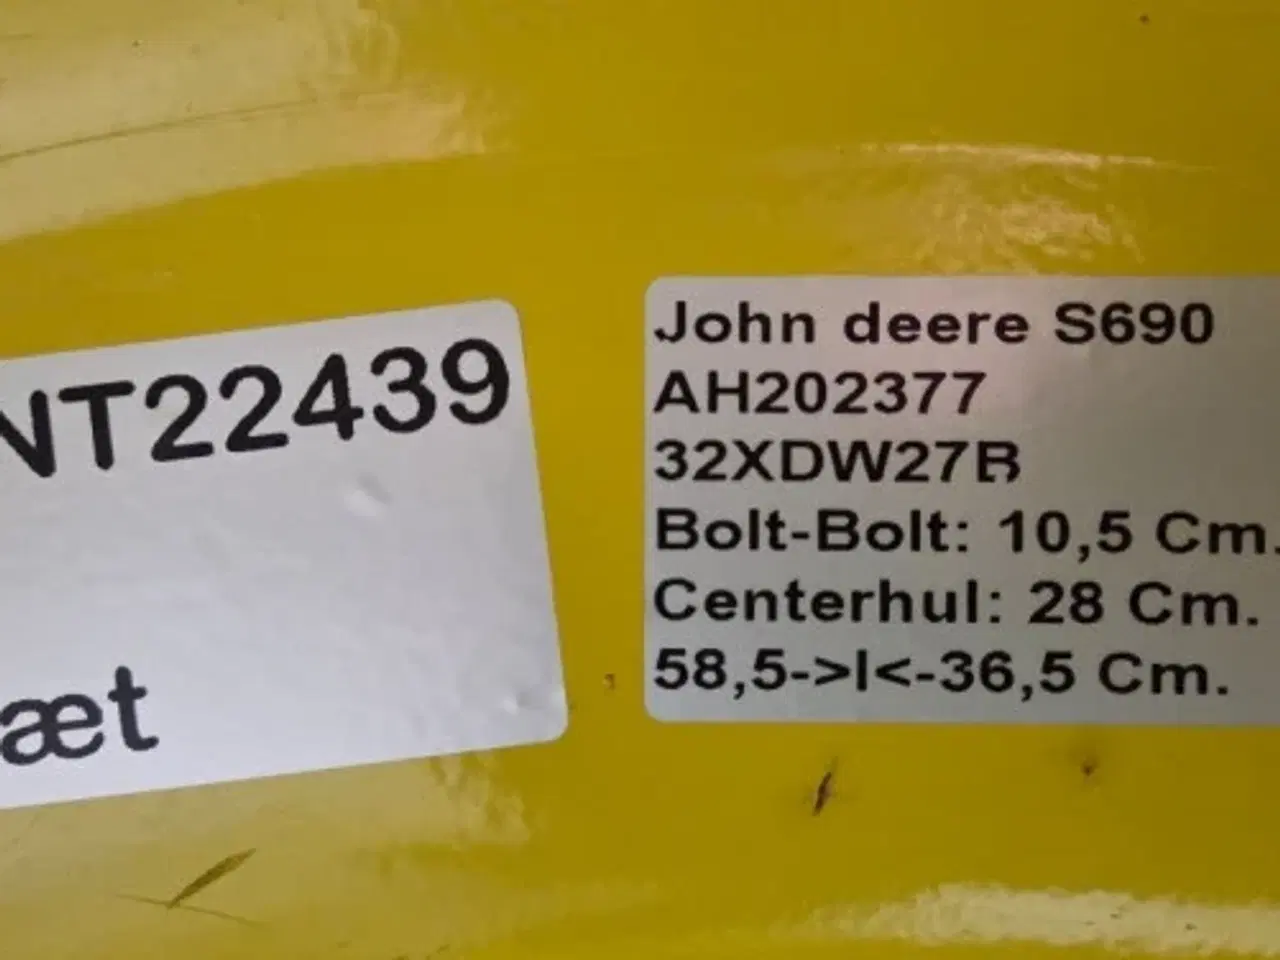 NT22439
æt
John deere S690
AH202377
32XDW27B
Bolt-Bolt: 10,5 Cm.
Centerhul: 28 Cm.
58,5->|<-36,5 Cm.